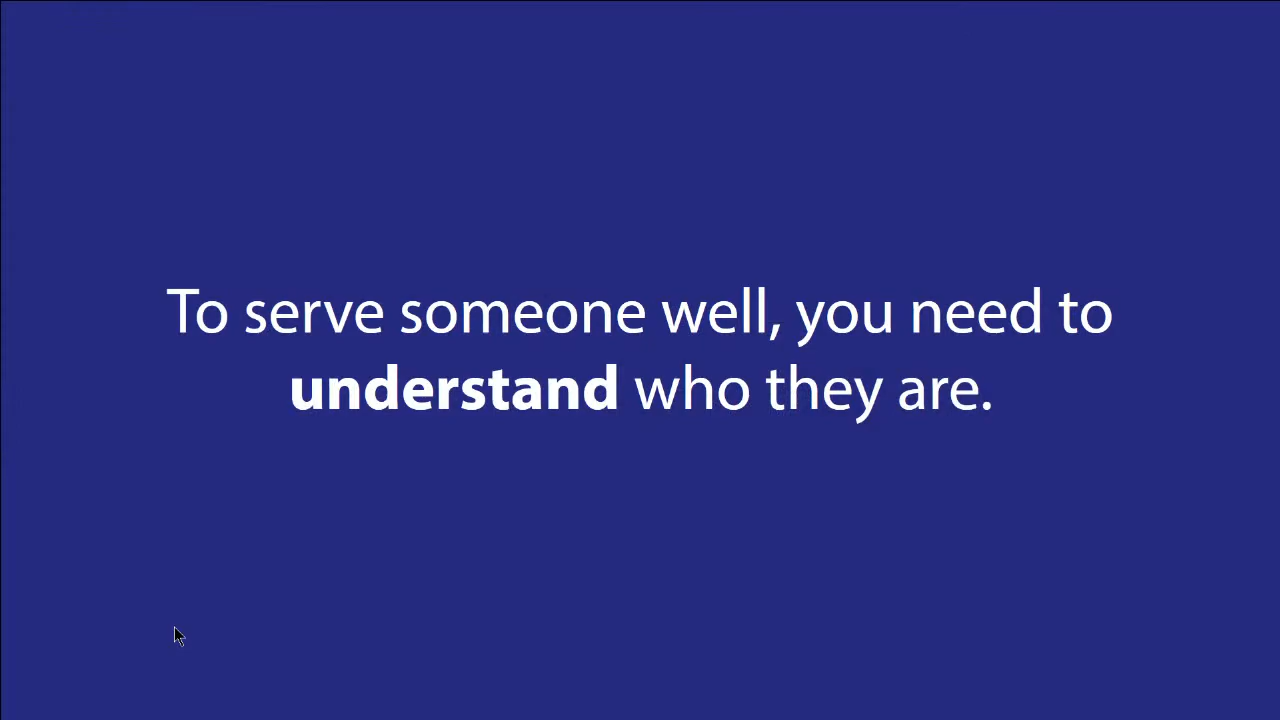 To serve someone well, you need to
understand who they are.